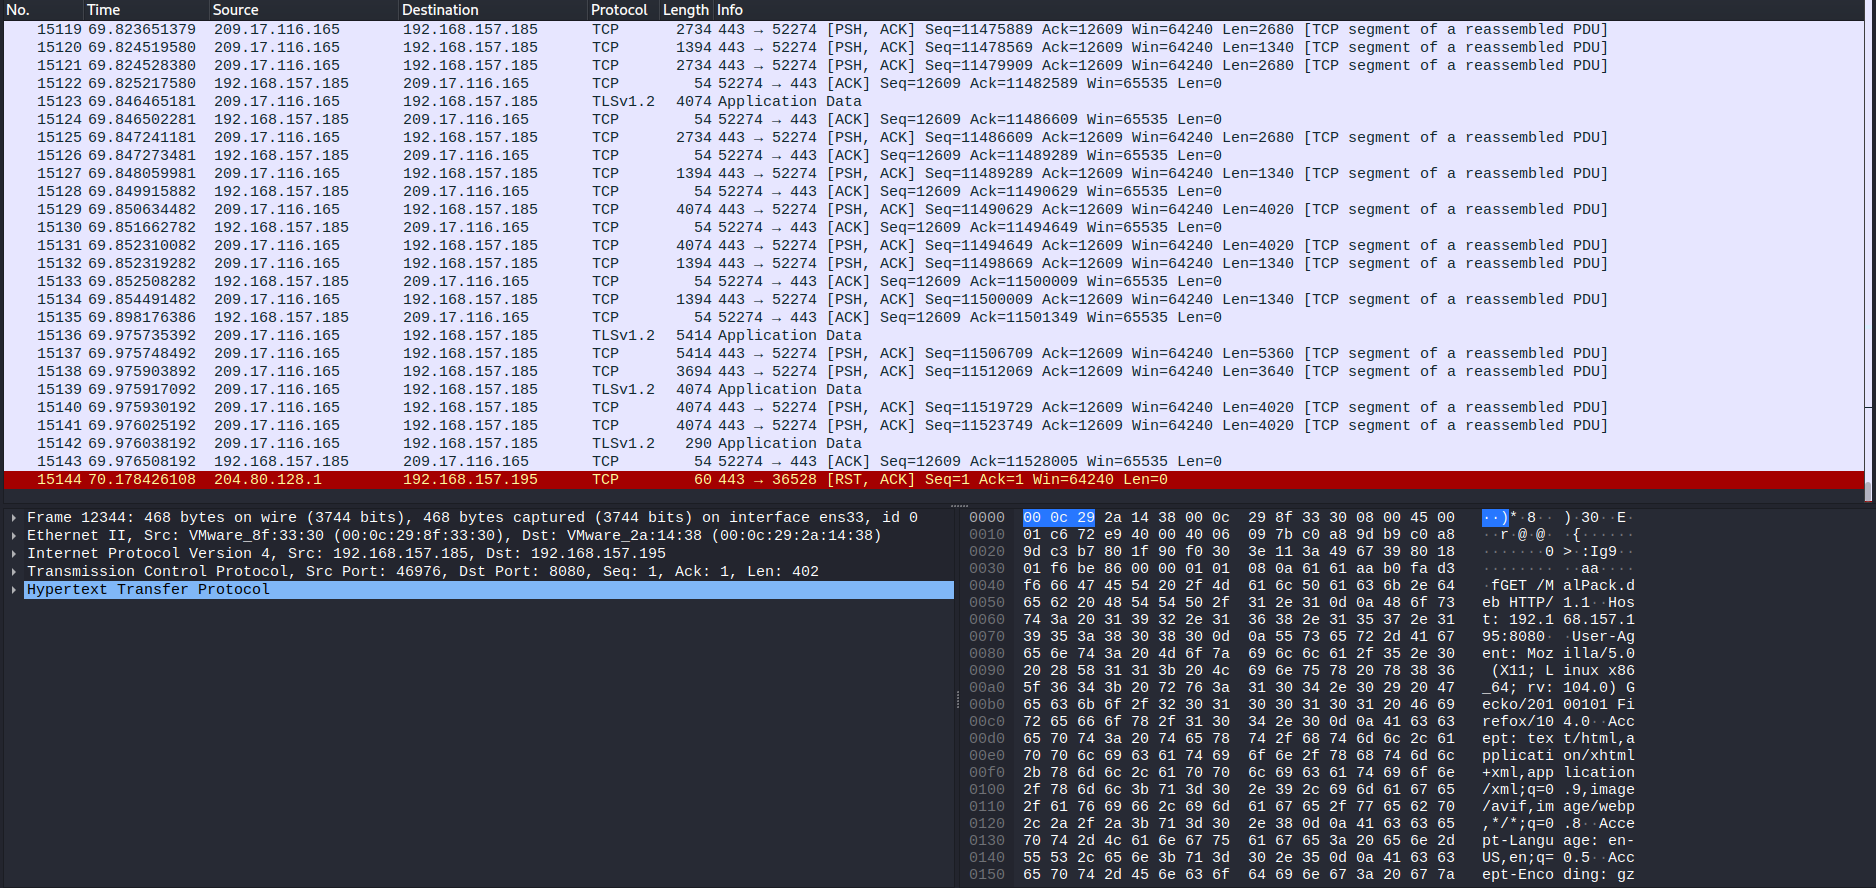 No. Time Source Destination Protocol Length Info
15119 69.823651379 209.17.116.165 192.168.157.185 TCP 2734 443 → 52274 [PSH, ACK] Seq=11475889 Ack=12609 Win=64240 Len=2680 [TCP segment of a reassembled PDU]
15120 69.824519580 209.17.116.165 192.168.157.185 TCP 1394 443 → 52274 [PSH, ACK] Seq=11478569 Ack=12609 Win=64240 Len=1340 [TCP segment of a reassembled PDU]
15121 69.824528380 209.17.116.165 192.168.157.185 TCP 2734 443 → 52274 [PSH, ACK] Seq=11479909 Ack=12609 Win=64240 Len=2680 [TCP segment of a reassembled PDU]
15122 69.825217580 192.168.157.185 209.17.116.165 TCP 54 52274 → 443 [ACK] Seq=12609 Ack=11482589 Win=65535 Len=0
15123 69.846465181 209.17.116.165 192.168.157.185 TLSv1.2 4074 Application Data
15124 69.846502281 192.168.157.185 209.17.116.165 TCP 54 52274 → 443 [ACK] Seq=12609 Ack=11486609 Win=65535 Len=0
15125 69.847241181 209.17.116.165 192.168.157.185 TCP 2734 443 → 52274 [PSH, ACK] Seq=11486609 Ack=12609 Win=64240 Len=2680 [TCP segment of a reassembled PDU]
15126 69.847273481 192.168.157.185 209.17.116.165 TCP 54 52274 → 443 [ACK] Seq=12609 Ack=11489289 Win=65535 Len=0
15127 69.848059981 209.17.116.165 192.168.157.185 TCP 1394 443 → 52274 [PSH, ACK] Seq=11489289 Ack=12609 Win=64240 Len=1340 [TCP segment of a reassembled PDU]
15128 69.849915882 192.168.157.185 209.17.116.165 TCP 54 52274 → 443 [ACK] Seq=12609 Ack=11490629 Win=65535 Len=0
15129 69.850634482 209.17.116.165 192.168.157.185 TCP 4074 443 → 52274 [PSH, ACK] Seq=11490629 Ack=12609 Win=64240 Len=4020 [TCP segment of a reassembled PDU]
15130 69.851662782 192.168.157.185 209.17.116.165 TCP 54 52274 → 443 [ACK] Seq=12609 Ack=11494649 Win=65535 Len=0
15131 69.852310082 209.17.116.165 192.168.157.185 TCP 4074 443 → 52274 [PSH, ACK] Seq=11494649 Ack=12609 Win=64240 Len=4020 [TCP segment of a reassembled PDU]
15132 69.852319282 209.17.116.165 192.168.157.185 TCP 1394 443 → 52274 [PSH, ACK] Seq=11498669 Ack=12609 Win=64240 Len=1340 [TCP segment of a reassembled PDU]
15133 69.852508282 192.168.157.185 209.17.116.165 TCP 54 52274 → 443 [ACK] Seq=12609 Ack=11500009 Win=65535 Len=0
15134 69.854491482 209.17.116.165 192.168.157.185 TCP 1394 443 → 52274 [PSH, ACK] Seq=11500009 Ack=12609 Win=64240 Len=1340 [TCP segment of a reassembled PDU]
15135 69.898176386 192.168.157.185 209.17.116.165 TCP 54 52274 → 443 [ACK] Seq=12609 Ack=11501349 Win=65535 Len=0
15136 69.975735392 209.17.116.165 192.168.157.185 TLSv1.2 5414 Application Data
15137 69.975748492 209.17.116.165 192.168.157.185 TCP 5414 443 → 52274 [PSH, ACK] Seq=11506709 Ack=12609 Win=64240 Len=5360 [TCP segment of a reassembled PDU]
15138 69.975903892 209.17.116.165 192.168.157.185 TCP 3694 443 → 52274 [PSH, ACK] Seq=11512069 Ack=12609 Win=64240 Len=3640 [TCP segment of a reassembled PDU]
15139 69.975917092 209.17.116.165 192.168.157.185 TLSv1.2 4074 Application Data
15140 69.975930192 209.17.116.165 192.168.157.185 TCP 4074 443 → 52274 [PSH, ACK] Seq=11519729 Ack=12609 Win=64240 Len=4020 [TCP segment of a reassembled PDU]
15141 69.976025192 209.17.116.165 192.168.157.185 TCP 4074 443 → 52274 [PSH, ACK] Seq=11523749 Ack=12609 Win=64240 Len=4020 [TCP segment of a reassembled PDU]
15142 69.976038192 209.17.116.165 192.168.157.185 TLSv1.2 290 Application Data
15143 69.976508192 192.168.157.185 209.17.116.165 TCP 54 52274 → 443 [ACK] Seq=12609 Ack=11528005 Win=65535 Len=0
15144 70.178426108 204.80.128.1 192.168.157.195 TCP 60 443 → 36528 [RST, ACK] Seq=1 Ack=1 Win=64240 Len=0
Frame 12344: 468 bytes on wire (3744 bits), 468 bytes captured (3744 bits) on interface ens33, id 0
Ethernet II, Src: VMware_8f:33:30 (00:0c:29:8f:33:30), Dst: VMware_2a:14:38 (00:0c:29:2a:14:38)
Internet Protocol Version 4, Src: 192.168.157.185, Dst: 192.168.157.195
Transmission Control Protocol, Src Port: 46976, Dst Port: 8080, Seq: 1, Ack: 1, Len: 402
Hypertext Transfer Protocol
0000 00 0c 29 2a 14 38 00 0c 29 8f 33 30 08 00 45 00 ··)*·8·· )·30··E·
0010 01 c6 72 e9 40 00 40 06 09 7b c0 a8 9d b9 c0 a8 ··r·@·@· ·{······
0020 9d c3 b7 80 1f 90 f0 30 3e 11 3a 49 67 39 80 18 ·······0 >·:Ig9··
0030 01 f6 be 86 00 00 01 01 08 0a 61 61 aa b0 fa d3 ········ ··aa····
0040 f6 66 47 45 54 20 2f 4d 61 6c 50 61 63 6b 2e 64 ·fGET /M alPack.d
0050 65 62 20 48 54 54 50 2f 31 2e 31 0d 0a 48 6f 73 eb HTTP/ 1.1··Hos
0060 74 3a 20 31 39 32 2e 31 36 38 2e 31 35 37 2e 31 t: 192.1 68.157.1
0070 39 35 3a 38 30 38 30 0d 0a 55 73 65 72 2d 41 67 95:8080· ·User-Ag
0080 65 6e 74 3a 20 4d 6f 7a 69 6c 6c 61 2f 35 2e 30 ent: Moz illa/5.0
0090 20 28 58 31 31 3b 20 4c 69 6e 75 78 20 78 38 36 (X11; L inux x86
00a0 5f 36 34 3b 20 72 76 3a 31 30 34 2e 30 29 20 47 _64; rv: 104.0) G
00b0 65 63 6b 6f 2f 32 30 31 30 30 31 30 31 20 46 69 ecko/201 00101 Fi
00c0 72 65 66 6f 78 2f 31 30 34 2e 30 0d 0a 41 63 63 refox/10 4.0··Acc
00d0 65 70 74 3a 20 74 65 78 74 2f 68 74 6d 6c 2c 61 ept: tex t/html,a
00e0 70 70 6c 69 63 61 74 69 6f 6e 2f 78 68 74 6d 6c pplicati on/xhtml
00f0 2b 78 6d 6c 2c 61 70 70 6c 69 63 61 74 69 6f 6e +xml,app lication
0100 2f 78 6d 6c 3b 71 3d 30 2e 39 2c 69 6d 61 67 65 /xml;q=0 .9,image
0110 2f 61 76 69 66 2c 69 6d 61 67 65 2f 77 65 62 70 /avif,im age/webp
0120 2c 2a 2f 2a 3b 71 3d 30 2e 38 0d 0a 41 63 63 65 ,*/*;q=0 .8··Acce
0130 70 74 2d 4c 61 6e 67 75 61 67 65 3a 20 65 6e 2d pt-Langu age: en-
0140 55 53 2c 65 6e 3b 71 3d 30 2e 35 0d 0a 41 63 63 US,en;q= 0.5··Acc
0150 65 70 74 2d 45 6e 63 6f 64 69 6e 67 3a 20 67 7a ept-Enco ding: gz